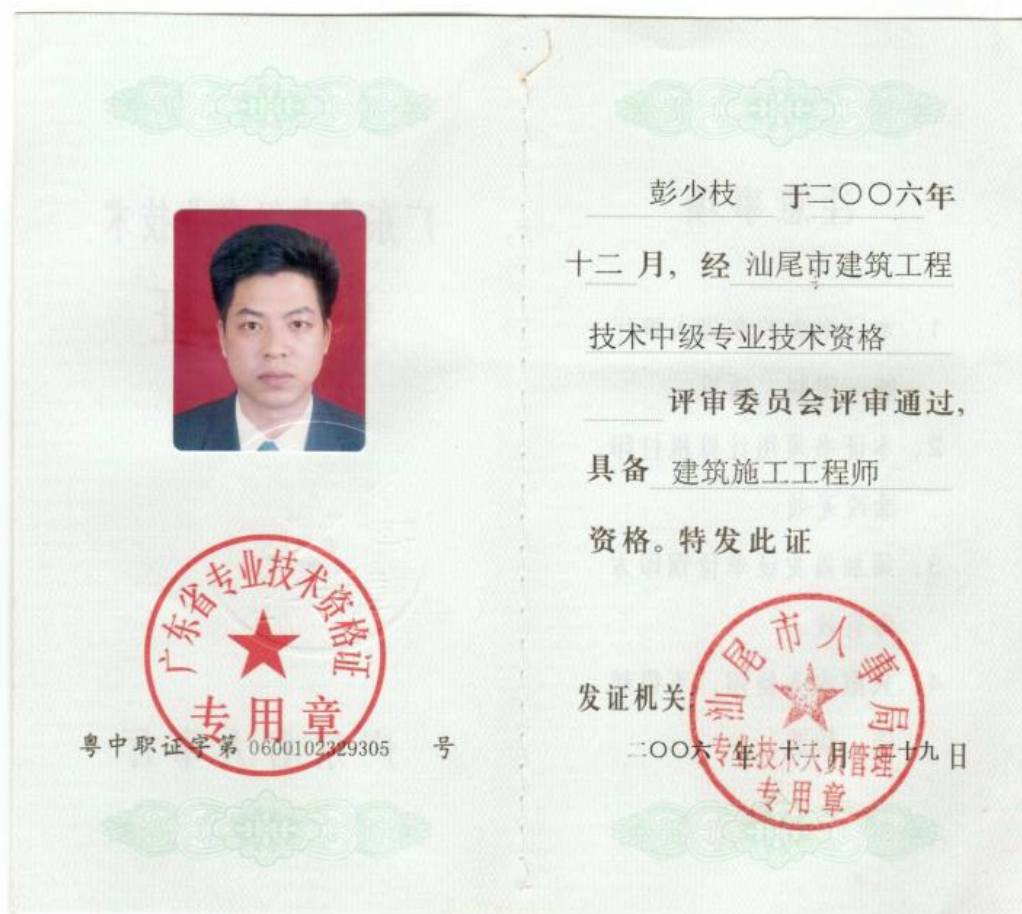 广东省专业技术资格证
专用章
粤中职证字第 0600102329305 号
彭少枝 于二〇〇六年
十二 月，经 汕尾市建筑工程
技术中级专业技术资格
评审委员会评审通过，
具备 建筑施工工程师
资格。特发此证
发证机关:
汕尾市人事局
专业技术人员管理
专用章
二〇〇六 年 十二 月 十九 日